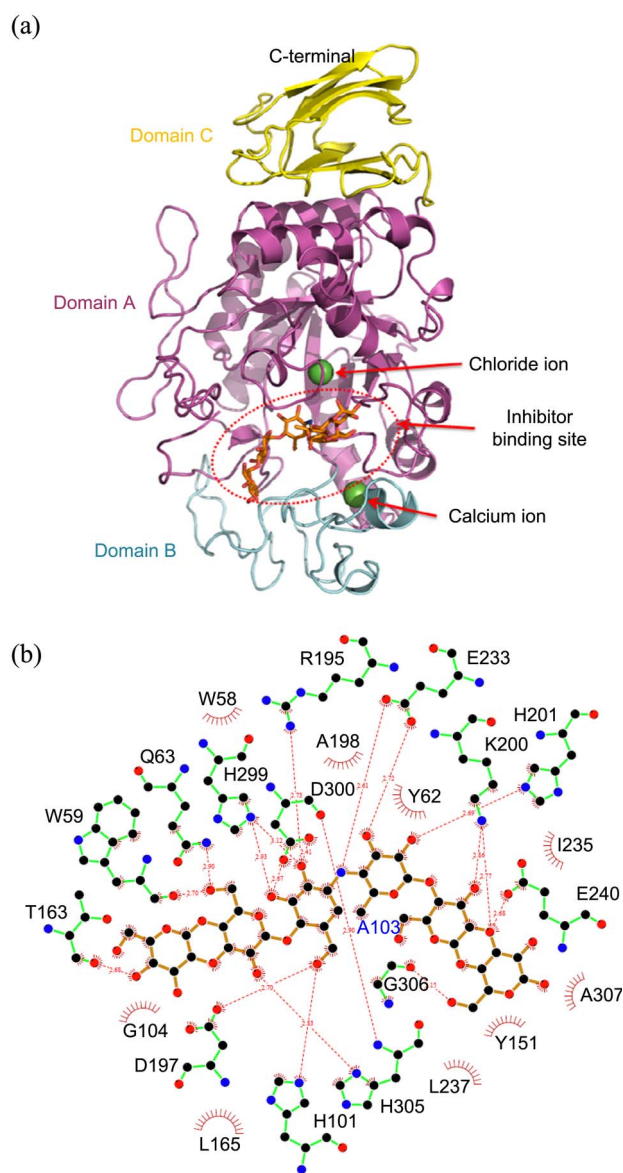 (a)
C-terminal
Domain C
Domain A
Chloride ion
Inhibitor
binding site
Calcium ion
Domain B
(b)
R195
E233
W58
H201
A198
K200
Q63
H299
D300
Y62
W59
I235
E240
T163
A103
G306
A307
G104
Y151
D197
L237
H101
H305
L165